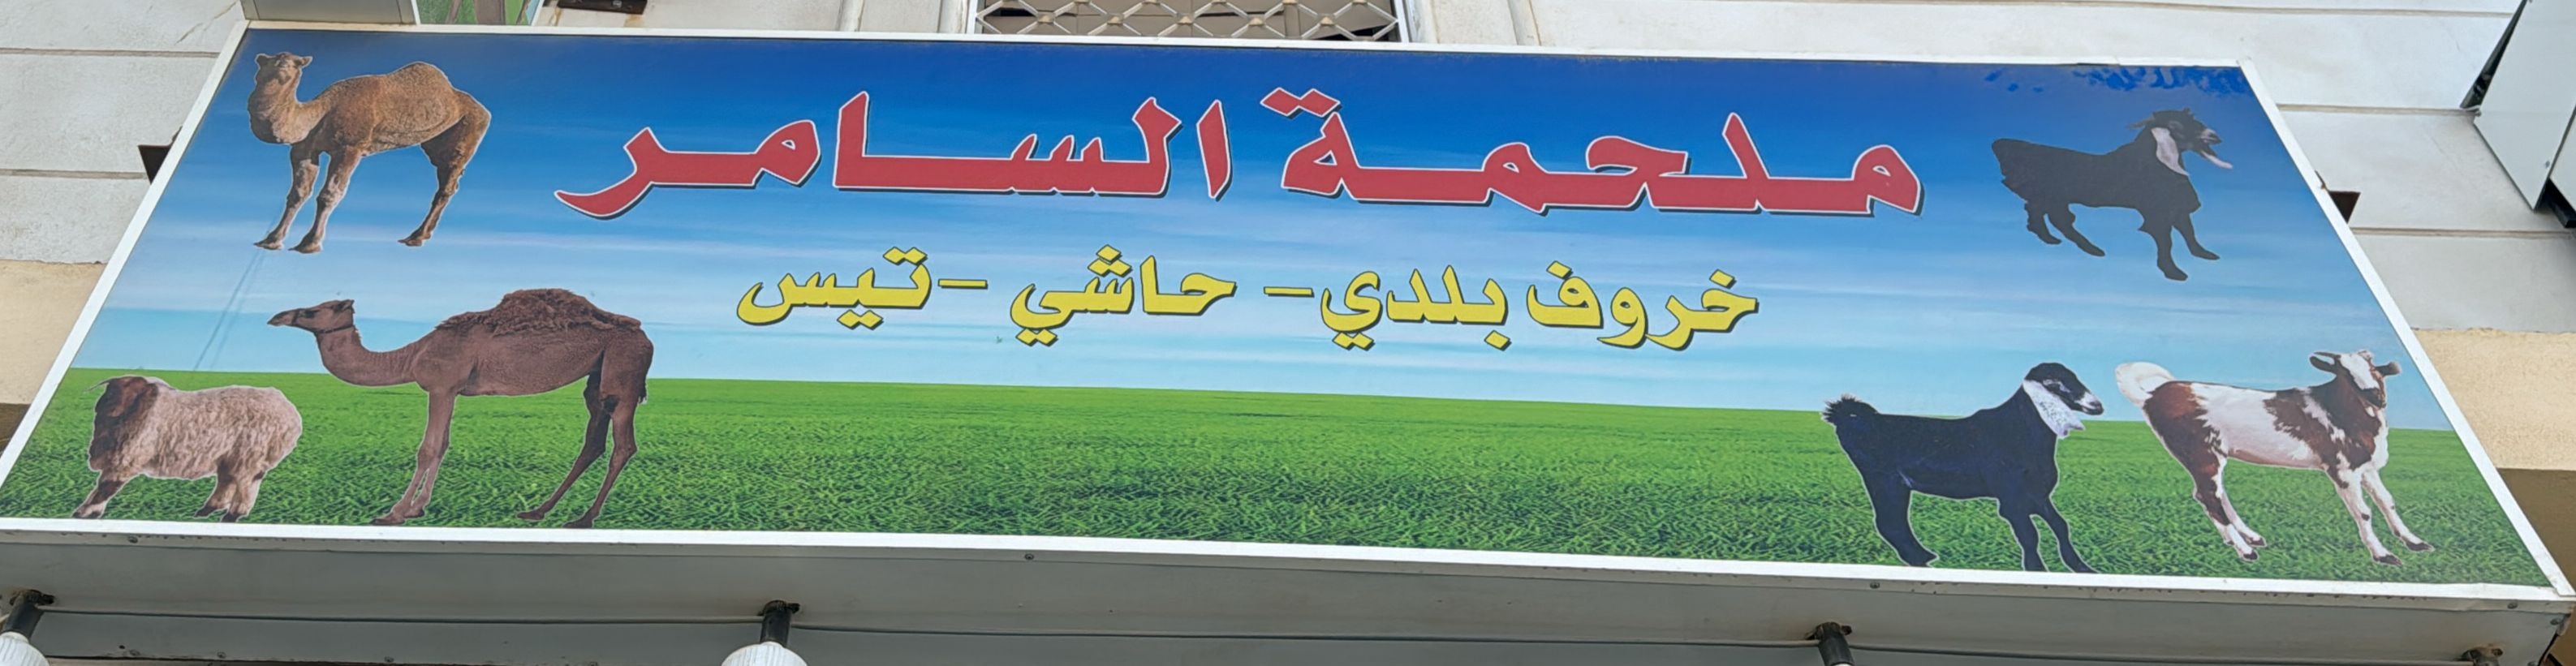 ملحمة السامر
خروف بلدي - حاشي - تيس